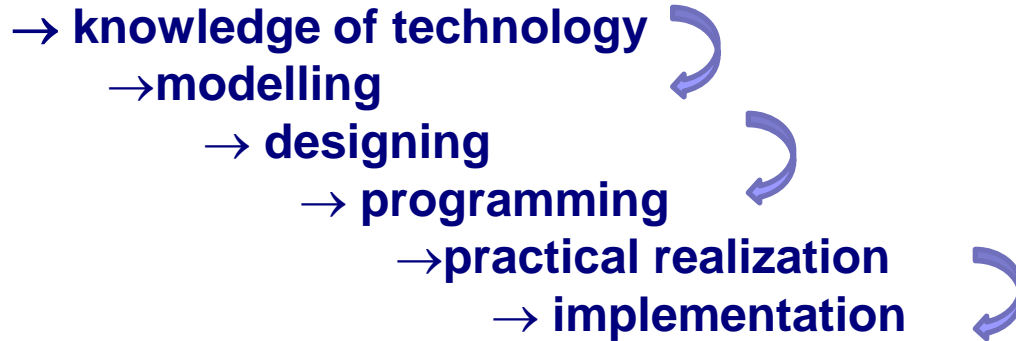 → knowledge of technology
→modelling
→ designing
→ programming
→practical realization
→ implementation